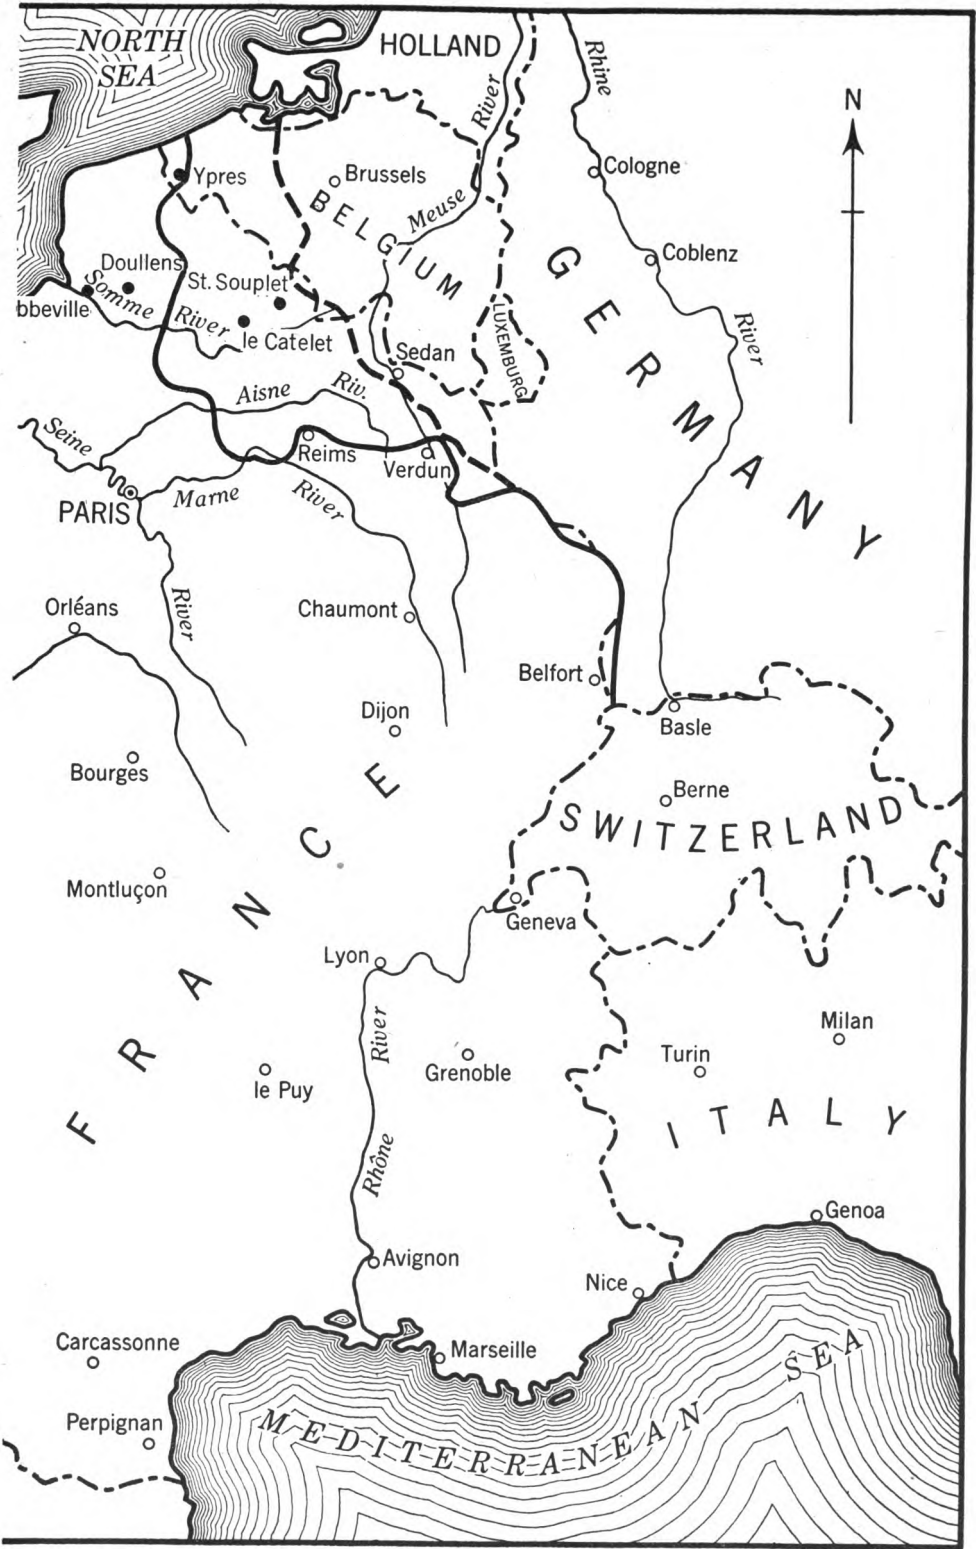 NORTH
SEA
HOLLAND
Rhine
N
River
Cologne
Ypres
Brussels
BELGIUM
Meuse
GERMANY
Coblenz
Doullens
St. Souplet
bbeville
Somme River
le Catelet
LUXEMBURG
River
Sedan
Aisne Riv.
Seine
Reims
Verdun
PARIS
Marne River
River
Orléans
Chaumont
Belfort
Dijon
Basle
Bourges
Berne
SWITZERLAND
FRANCE
Montluçon
Geneva
Lyon
River
Milan
Turin
Grenoble
le Puy
ITALY
Rhône
Genoa
Avignon
Nice
Carcassonne
Marseille
Perpignan
MEDITERRANEAN SEA